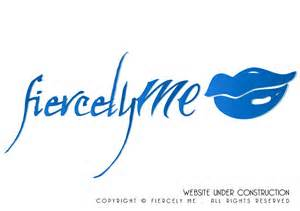 fiercelyme
WEBSITE UNDER CONSTRUCTION
COPYRIGHT © FIERCELY ME . ALL RIGHTS RESERVED